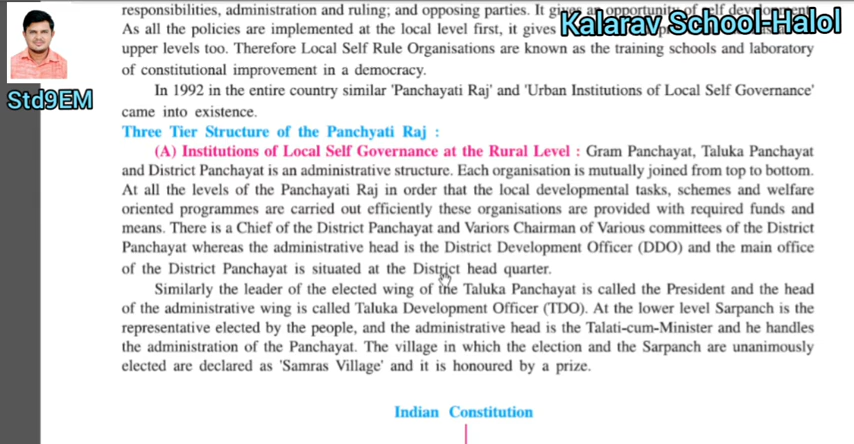 responsibilities, administration and ruling; and opposing parties. It gives an opportunity of self development.
Kalarav School-Halol
As all the policies are implemented at the local level first, it gives
upper levels too. Therefore Local Self Rule Organisations are known as the training schools and laboratory
of constitutional improvement in a democracy.
Std9EM
In 1992 in the entire country similar 'Panchayati Raj' and 'Urban Institutions of Local Self Governance'
came into existence.
Three Tier Structure of the Panchyati Raj :
(A) Institutions of Local Self Governance at the Rural Level : Gram Panchayat, Taluka Panchayat
and District Panchayat is an administrative structure. Each organisation is mutually joined from top to bottom.
At all the levels of the Panchayati Raj in order that the local developmental tasks, schemes and welfare
oriented programmes are carried out efficiently these organisations are provided with required funds and
means. There is a Chief of the District Panchayat and Variors Chairman of Various committees of the District
Panchayat whereas the administrative head is the District Development Officer (DDO) and the main office
of the District Panchayat is situated at the District head quarter.
Similarly the leader of the elected wing of the Taluka Panchayat is called the President and the head
of the administrative wing is called Taluka Development Officer (TDO). At the lower level Sarpanch is the
representative elected by the people, and the administrative head is the Talati-cum-Minister and he handles
the administration of the Panchayat. The village in which the election and the Sarpanch are unanimously
elected are declared as 'Samras Village' and it is honoured by a prize.
Indian Constitution